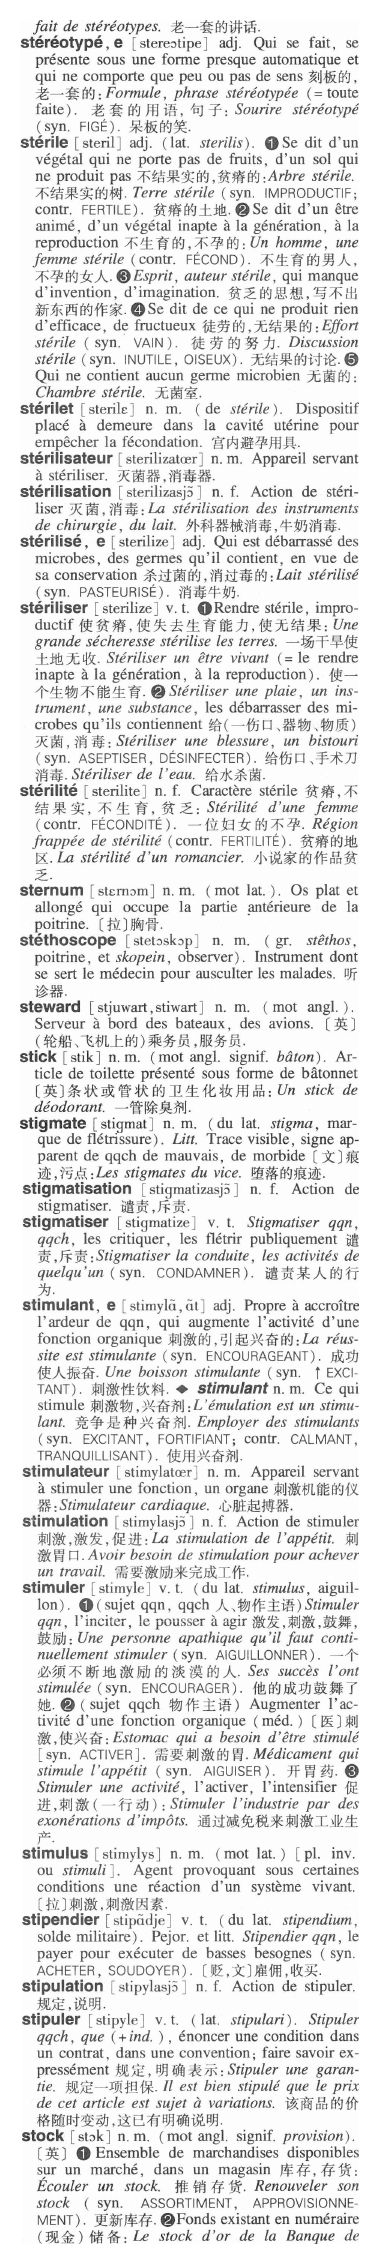 fait de stéréotypes. 老一套的讲话.
stéréotypé, e [stereɔtipe] adj. Qui se fait, se
présente sous une forme presque automatique et
qui ne comporte que peu ou pas de sens 刻板的,
老一套的: Formule, phrase stéréotypée (= toute
faite). 老套的用语, 句子: Sourire stéréotypé
(syn. FIGÉ). 呆板的笑.
stérile [steril] adj. (lat. sterilis). ❶ Se dit d'un
végétal qui ne porte pas de fruits, d'un sol qui
ne produit pas 不结果实的,贫瘠的: Arbre stérile.
不结果实的树. Terre stérile (syn. IMPRODUCTIF;
contr. FERTILE). 贫瘠的土地. ❷ Se dit d'un être
animé, d'un végétal inapte à la génération, à la
reproduction 不生育的,不孕的: Un homme, une
femme stérile (contr. FÉCOND). 不生育的男人,
不孕的女人. ❸ Esprit, auteur stérile, qui manque
d'invention, d'imagination. 贫乏的思想,写不出
新东西的作家. ❹ Se dit de ce qui ne produit rien
d'efficace, de fructueux 徒劳的,无结果的: Effort
stérile (syn. VAIN). 徒劳的努力. Discussion
stérile (syn. INUTILE, OISEUX). 无结果的讨论. ❺
Qui ne contient aucun germe microbien 无菌的:
Chambre stérile. 无菌室.
stérilet [sterilɛ] n. m. (de stérile). Dispositif
placé à demeure dans la cavité utérine pour
empêcher la fécondation. 宫内避孕用具.
stérilisateur [sterilizatœr] n. m. Appareil servant
à stériliser. 灭菌器,消毒器.
stérilisation [sterilizasjɔ̃] n. f. Action de stéri-
liser 灭菌,消毒: La stérilisation des instruments
de chirurgie, du lait. 外科器械消毒,牛奶消毒.
stérilisé, e [sterilize] adj. Qui est débarrassé des
microbes, des germes qu'il contient, en vue de
sa conservation 杀过菌的,消过毒的: Lait stérilisé
(syn. PASTEURISÉ). 消毒牛奶.
stériliser [sterilize] v. t. ❶ Rendre stérile, impro-
ductif 使贫瘠,使失去生育能力,使无结果: Une
grande sécheresse stérilise les terres. 一场干旱使
土地无收. Stériliser un être vivant (= le rendre
inapte à la génération, à la reproduction). 使一
个生物不能生育. ❷ Stériliser une plaie, un ins-
trument, une substance, les débarrasser des mi-
crobes qu'ils contiennent 给(一伤口、器物、物质)
灭菌,消毒: Stériliser une blessure, un bistouri
(syn. ASEPTISER, DÉSINFECTER). 给伤口、手术刀
消毒. Stériliser de l'eau. 给水杀菌.
stérilité [sterilite] n. f. Caractère stérile 贫瘠,不
结果实,不生育,贫乏: Stérilité d'une femme
(contr. FÉCONDITÉ). 一位妇女的不孕. Région
frappée de stérilité (contr. FERTILITÉ). 贫瘠的地
区. La stérilité d'un romancier. 小说家的作品贫
乏.
sternum [stɛrnɔm] n. m. (mot lat.). Os plat et
allongé qui occupe la partie antérieure de la
poitrine. 〔拉〕胸骨.
stéthoscope [stetɔskɔp] n. m. (gr. stêthos,
poitrine, et skopein, observer). Instrument dont
se sert le médecin pour ausculter les malades. 听
诊器.
steward [stjuwart, stiwart] n. m. (mot angl.).
Serveur à bord des bateaux, des avions. 〔英〕
(轮船、飞机上的)乘务员,服务员.
stick [stik] n. m. (mot angl. signif. bâton). Ar-
ticle de toilette présenté sous forme de bâtonnet
〔英〕条状或管状的卫生化妆用品: Un stick de
déodorant. 一管除臭剂.
stigmate [stigmat] n. m. (du lat. stigma, mar-
que de flétrissure). Litt. Trace visible, signe ap-
parent de qqch de mauvais, de morbide 〔文〕痕
迹,污点: Les stigmates du vice. 堕落的痕迹.
stigmatisation [stigmatizasjɔ̃] n. f. Action de
stigmatiser. 谴责,斥责.
stigmatiser [stigmatize] v. t. Stigmatiser qqn,
qqch, les critiquer, les flétrir publiquement 谴
责,斥责: Stigmatiser la conduite, les activités de
quelqu'un (syn. CONDAMNER). 谴责某人的行
为.
stimulant, e [stimylɑ̃, ɑ̃t] adj. Propre à accroître
l'ardeur de qqn, qui augmente l'activité d'une
fonction organique 刺激的,引起兴奋的: La réus-
site est stimulante (syn. ENCOURAGEANT). 成功
使人振奋. Une boisson stimulante (syn. ↑ EXCI-
TANT). 刺激性饮料. ◆ stimulant n. m. Ce qui
stimule 刺激物,兴奋剂: L'émulation est un stimu-
lant. 竞争是种兴奋剂. Employer des stimulants
(syn. EXCITANT, FORTIFIANT; contr. CALMANT,
TRANQUILLISANT). 使用兴奋剂.
stimulateur [stimylatœr] n. m. Appareil servant
à stimuler une fonction, un organe 刺激机能的仪
器: Stimulateur cardiaque. 心脏起搏器.
stimulation [stimylasjɔ̃] n. f. Action de stimuler
刺激,激发,促进: La stimulation de l'appétit. 刺
激胃口. Avoir besoin de stimulation pour achever
un travail. 需要激励来完成工作.
stimuler [stimyle] v. t. (du lat. stimulus, aiguil-
lon). ❶ (sujet qqn, qqch 人、物作主语) Stimuler
qqn, l'inciter, le pousser à agir 激发,刺激,鼓舞,
鼓励: Une personne apathique qu'il faut conti-
nuellement stimuler (syn. AIGUILLONNER). 一个
必须不断地激励的淡漠的人. Ses succès l'ont
stimulée (syn. ENCOURAGER). 他的成功鼓舞了
她. ❷ (sujet qqch 物作主语) Augmenter l'ac-
tivité d'une fonction organique (méd.) 〔医〕刺
激,使兴奋: Estomac qui a besoin d'être stimulé
[syn. ACTIVER]. 需要刺激的胃. Médicament qui
stimule l'appétit (syn. AIGUISER). 开胃药. ❸
Stimuler une activité, l'activer, l'intensifier 促
进,刺激(一行动): Stimuler l'industrie par des
exonérations d'impôts. 通过减免税来刺激工业生
产.
stimulus [stimylys] n. m. (mot lat.) [pl. inv.
ou stimuli]. Agent provoquant sous certaines
conditions une réaction d'un système vivant.
〔拉〕刺激,刺激因素.
stipendier [stipɑ̃dje] v. t. (du lat. stipendium,
solde militaire). Pejor. et litt. Stipendier qqn, le
payer pour exécuter de basses besognes (syn.
ACHETER, SOUDOYER). 〔贬,文〕雇佣,收买.
stipulation [stipylasjɔ̃] n. f. Action de stipuler.
规定,说明.
stipuler [stipyle] v. t. (lat. stipulari). Stipuler
qqch, que (+ ind.), énoncer une condition dans
un contrat, dans une convention; faire savoir ex-
pressément 规定,明确表示: Stipuler une garan-
tie. 规定一项担保. Il est bien stipulé que le prix
de cet article est sujet à variations. 该商品的价
格随时变动,这已有明确说明.
stock [stɔk] n. m. (mot angl. signif. provision).
〔英〕 ❶ Ensemble de marchandises disponibles
sur un marché, dans un magasin 库存,存货:
Écouler un stock. 推销存货. Renouveler son
stock (syn. ASSORTIMENT, APPROVISIONNE-
MENT). 更新库存. ❷ Fonds existant en numéraire
(现金)储备: Le stock d'or de la Banque de